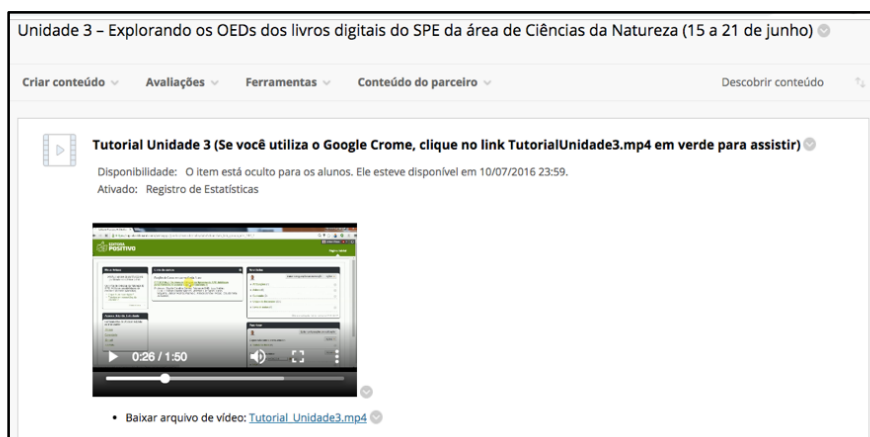 Unidade 3 – Explorando os OEDs dos livros digitais do SPE da área de Ciências da Natureza (15 a 21 de junho)
Criar conteúdo Avaliações Ferramentas Conteúdo do parceiro Descobrir conteúdo
Tutorial Unidade 3 (Se você utiliza o Google Crome, clique no link TutorialUnidade3.mp4 em verde para assistir)
Disponibilidade: O item está oculto para os alunos. Ele esteve disponível em 10/07/2016 23:59.
Ativado: Registro de Estatísticas
POSITIVO
0:26 / 1:50
• Baixar arquivo de vídeo: Tutorial_Unidade3.mp4